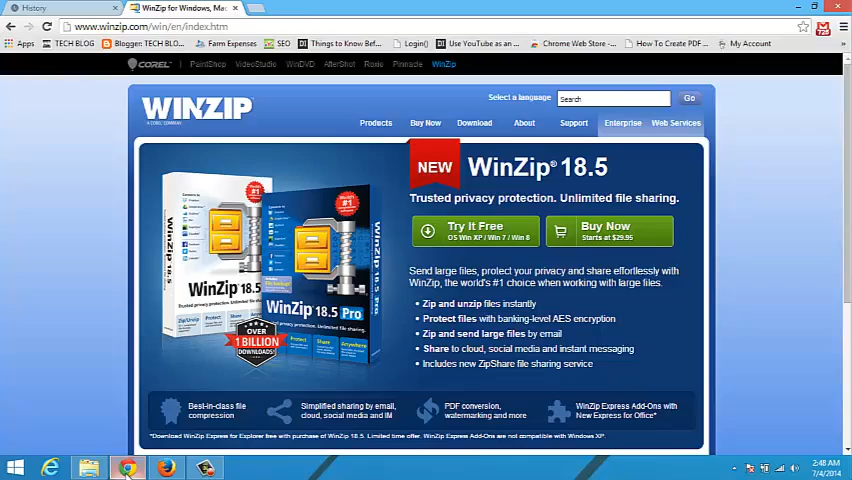 History
WinZip for Windows, Mac
www.winzip.com/win/en/index.htm
Apps
TECH BLOG
Blogger: TECH BLOG
Farm Expenses
SEO
Things to Know Bef...
Login()
Use YouTube as an ...
Chrome Web Store - ...
How To Create PDF ...
My Account
COREL
PaintShop
VideoStudio
WinDVD
AfterShot
Roxio
Pinnacle
WinZip
Select a language
Search
Go
WINZIP
A COREL COMPANY
Products
Buy Now
Download
About
Support
Enterprise
Web Services
NEW
WinZip® 18.5
Trusted privacy protection. Unlimited file sharing.
Try It Free
OS Win XP / Win 7 / Win 8
Buy Now
Starts at $29.95
Send large files, protect your privacy and share effortlessly with
WinZip, the world's #1 choice when working with large files.
• Zip and unzip files instantly
• Protect files with banking-level AES encryption
• Zip and send large files by email
• Share to cloud, social media and instant messaging
• Includes new ZipShare file sharing service
WinZip 18.5
WinZip 18.5 Pro
WinZip Pro
OVER
1 BILLION
DOWNLOADS!
Protect
Share
Anywhere
Best-in-class file
compression
Simplified sharing by email,
cloud, social media and IM
PDF conversion,
watermarking and more
WinZip Express Add-Ons with
New Express for Office*
*Download WinZip Express for Explorer free with purchase of WinZip 18.5. Limited time offer. WinZip Express Add-Ons are not compatible with Windows XP.
2:48 AM
7/4/2014